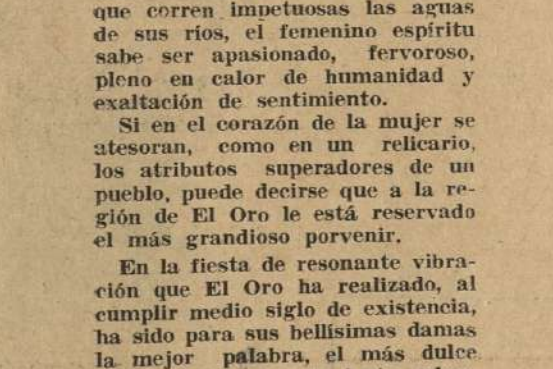 que corren impetuosas las aguas
de sus ríos, el femenino espíritu
sabe ser apasionado, fervoroso,
pleno en calor de humanidad y
exaltación de sentimiento.
Si en el corazón de la mujer se
atesoran, como en un relicario,
los atributos superadores de un
pueblo, puede decirse que a la re-
gión de El Oro le está reservado
el más grandioso porvenir.
En la fiesta de resonante vibra-
ción que El Oro ha realizado, al
cumplir medio siglo de existencia,
ha sido para sus bellísimas damas
la mejor palabra, el más dulce